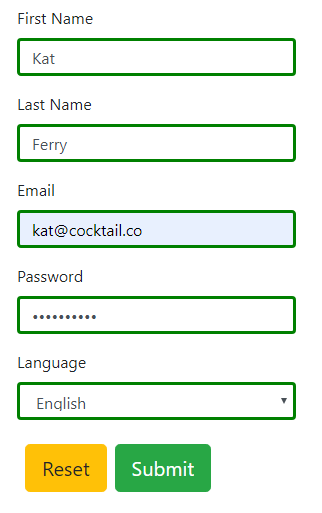 First Name
Kat
Last Name
Ferry
Email
kat@cocktail.co
Password
••••••••••
Language
English
Reset Submit